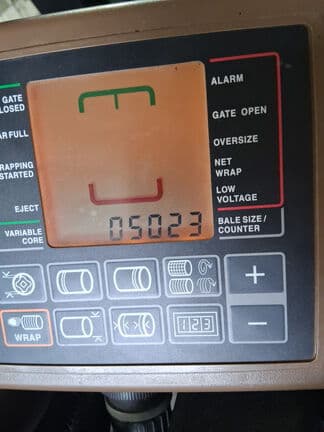 GATE
LOSED
AR FULL
RAPPING
STARTED
EJECT
VARIABLE
CORE
05023
ALARM
GATE OPEN
OVERSIZE
NET
WRAP
LOW
VOLTAGE
BALE SIZE/
COUNTER
WRAP
123
+
−